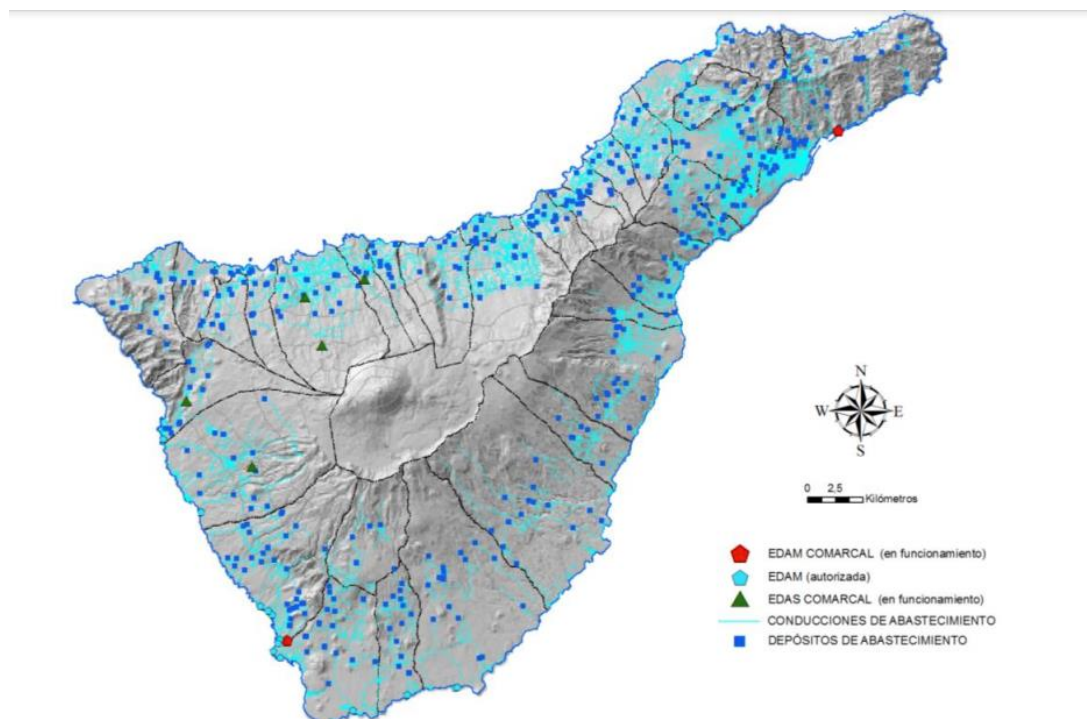 N
W E
S
0 2,5 Kilómetros
EDAM COMARCAL (en funcionamiento)
EDAM (autorizada)
EDAS COMARCAL (en funcionamiento)
CONDUCCIONES DE ABASTECIMIENTO
DEPÓSITOS DE ABASTECIMIENTO